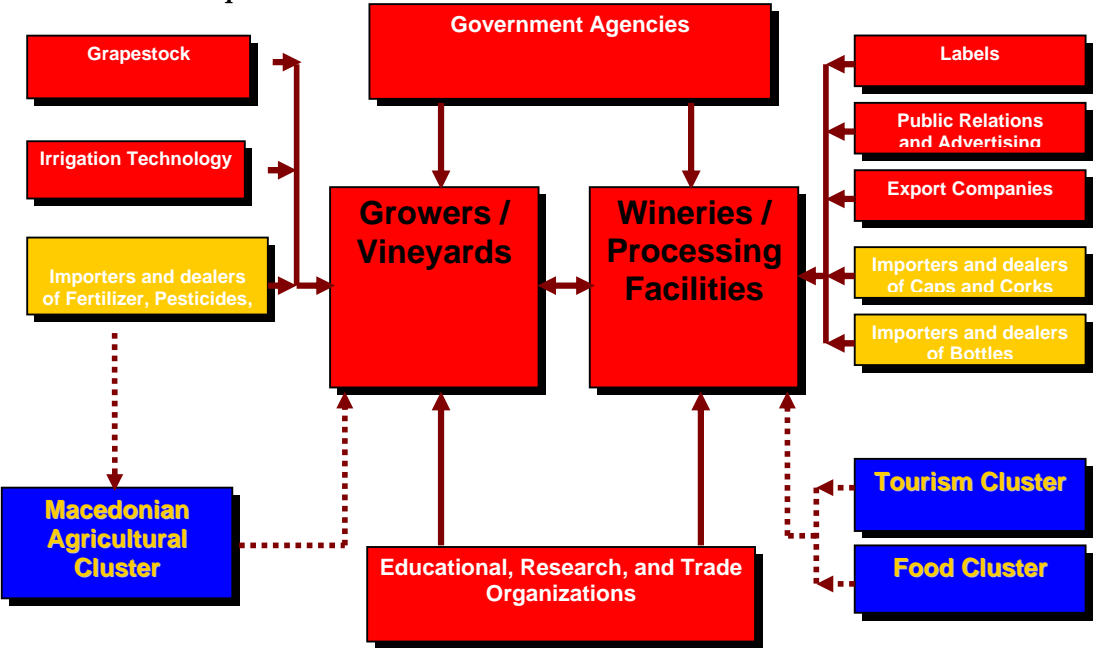 Government Agencies
Grapestock
Irrigation Technology
Importers and dealers
of Fertilizer, Pesticides,
Growers /
Vineyards
Wineries /
Processing
Facilities
Labels
Public Relations
and Advertising
Export Companies
Importers and dealers
of Caps and Corks
Importers and dealers
of Bottles
Macedonian
Agricultural
Cluster
Educational, Research, and Trade
Organizations
Tourism Cluster
Food Cluster